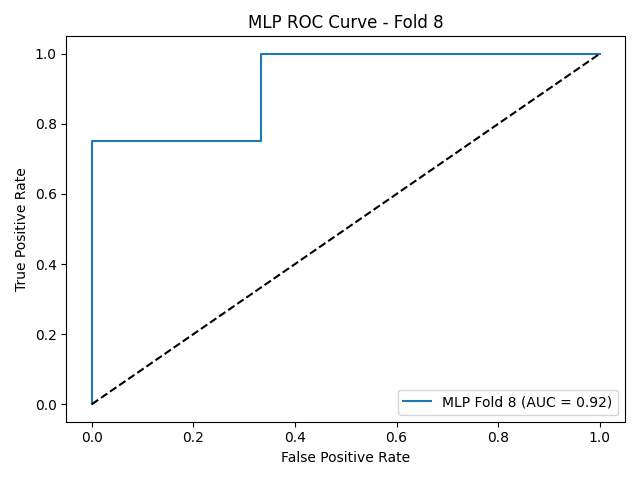 MLP ROC Curve - Fold 8
True Positive Rate
1.0
0.8
0.6
0.4
0.2
0.0
MLP Fold 8 (AUC = 0.92)
0.0 0.2 0.4 0.6 0.8 1.0
False Positive Rate